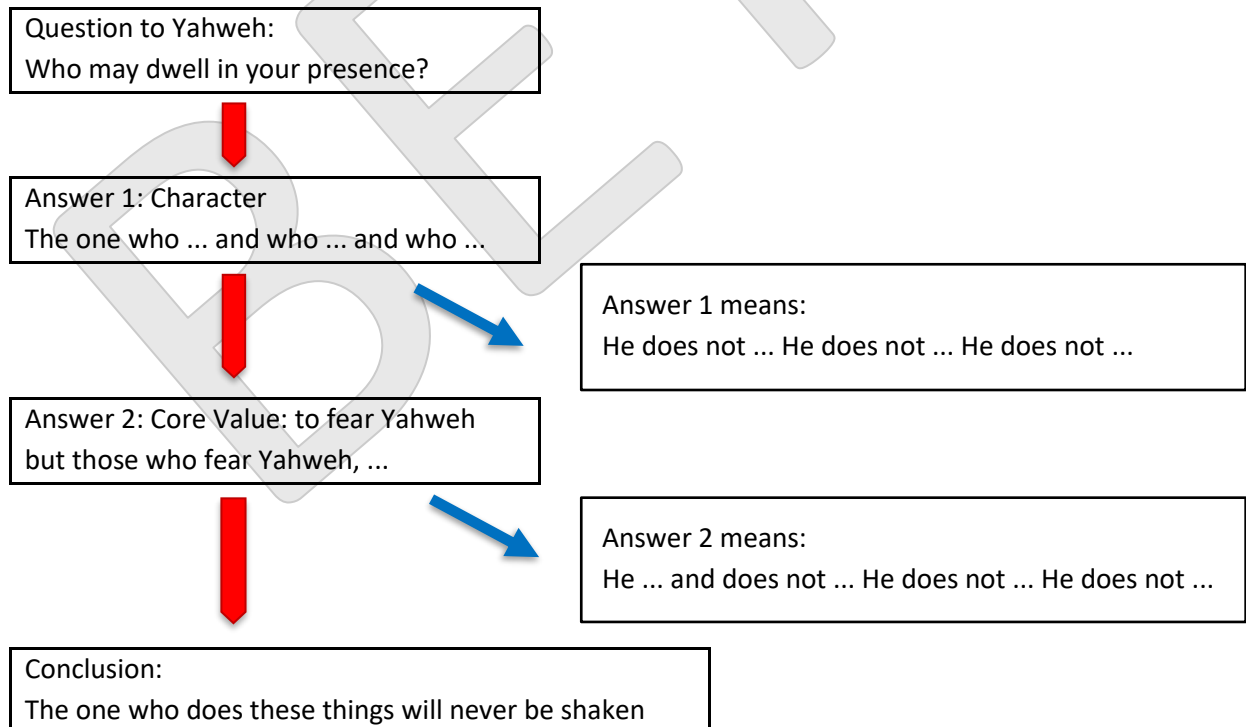 Question to Yahweh:
Who may dwell in your presence?
Answer 1: Character
The one who ... and who ... and who ...
Answer 1 means:
He does not ... He does not ... He does not ...
Answer 2: Core Value: to fear Yahweh
but those who fear Yahweh, ...
Answer 2 means:
He ... and does not ... He does not ... He does not ...
Conclusion:
The one who does these things will never be shaken